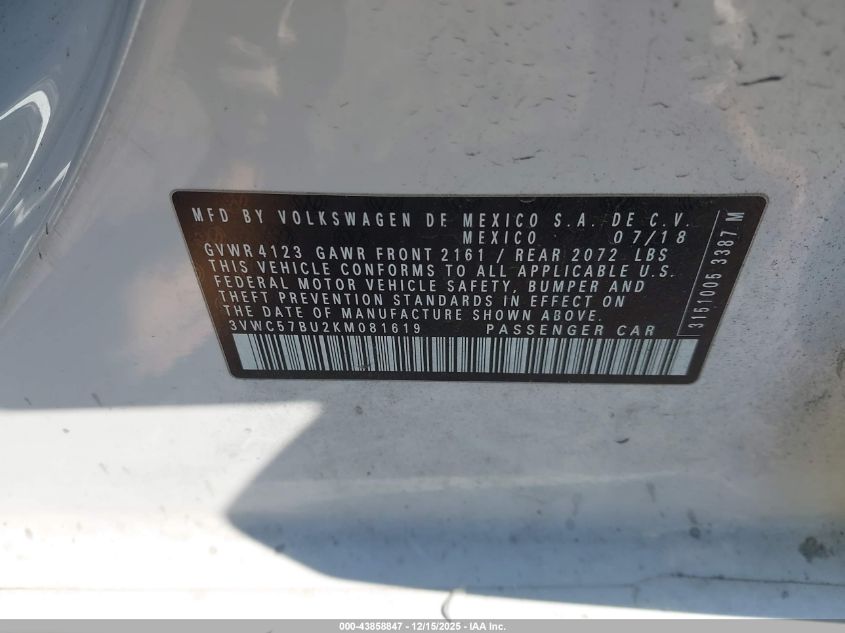 MFD BY VOLKSWAGEN DE MEXICO S.A. DE C.V.
MEXICO 07/18
GVWR 4123 GAWR FRONT 2161 / REAR 2072 LBS
THIS VEHICLE CONFORMS TO ALL APPLICABLE U.S.
FEDERAL MOTOR VEHICLE SAFETY, BUMPER AND
THEFT PREVENTION STANDARDS IN EFFECT ON
THE DATE OF MANUFACTURE SHOWN ABOVE.
3VWC57BU2KM081619 PASSENGER CAR
3151005 3387 M
000-43858847 - 12/15/2025 - IAA Inc.